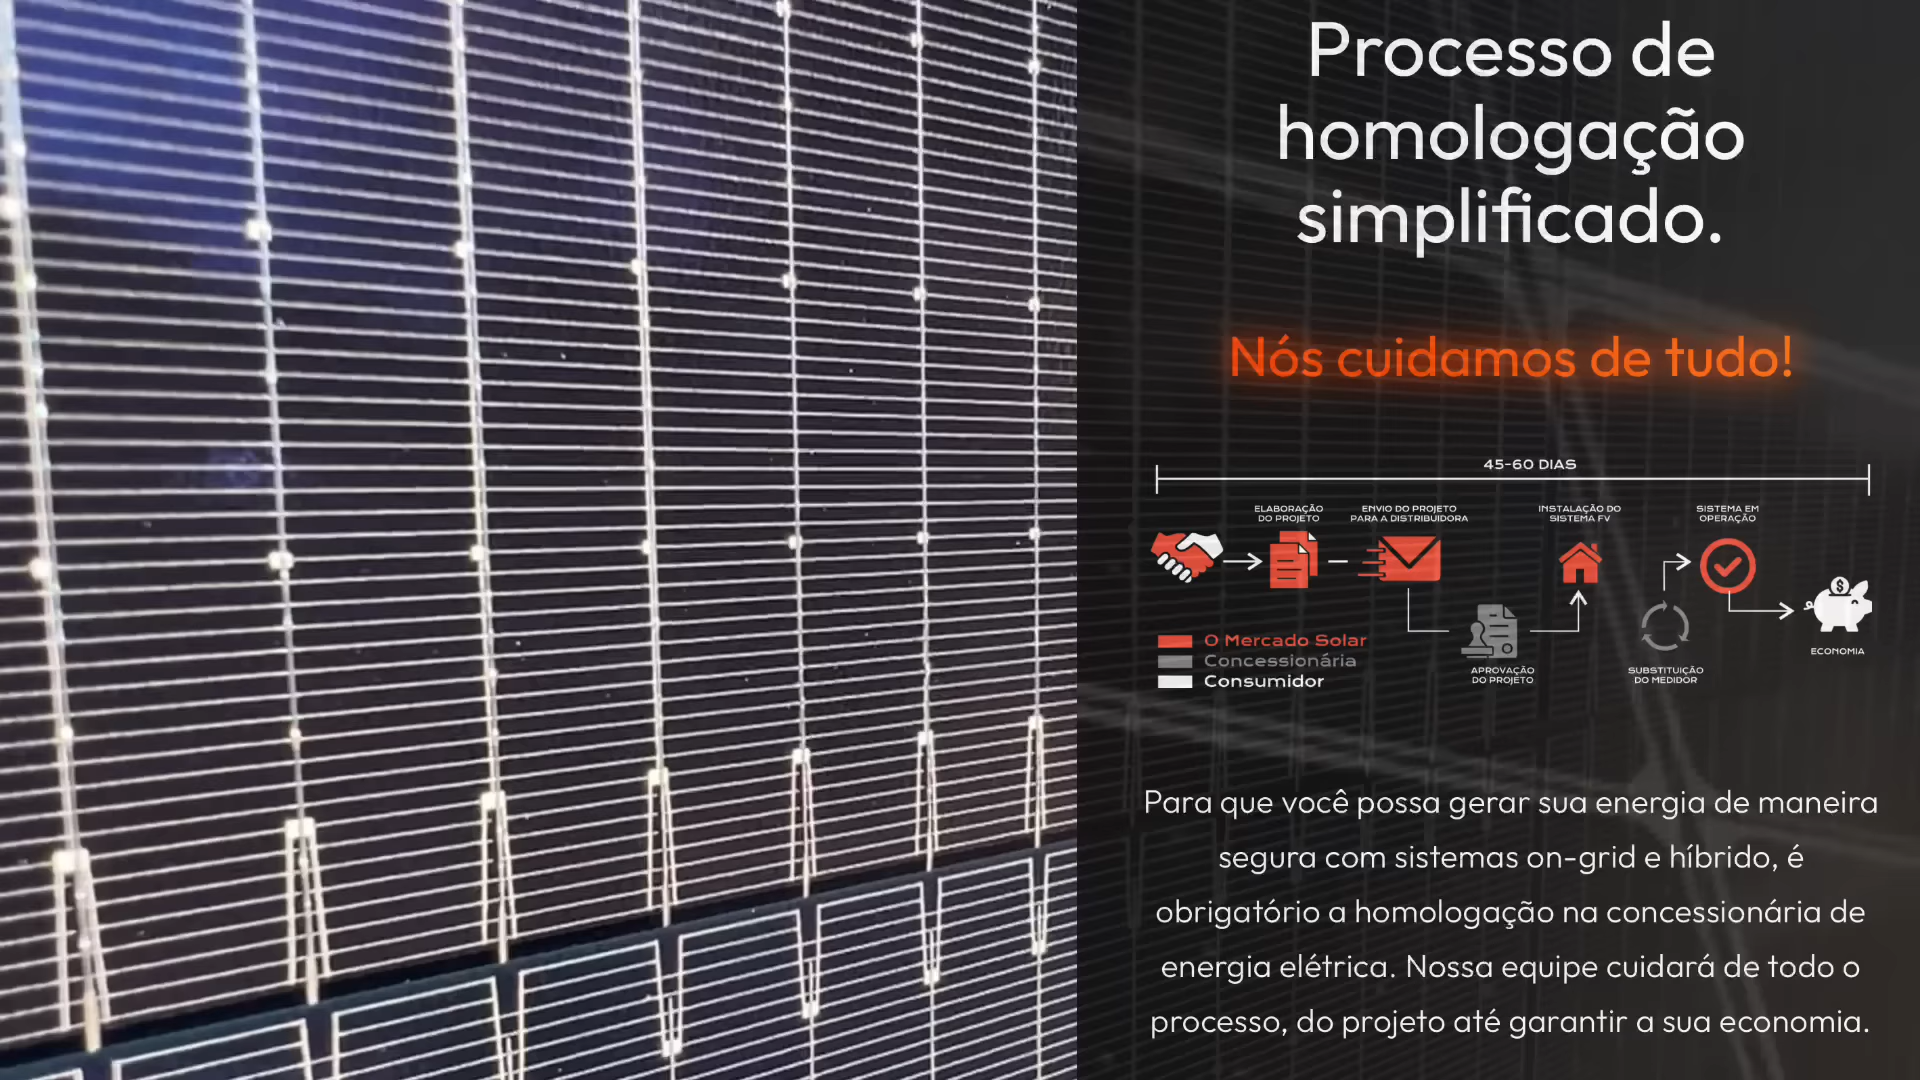 Processo de
homologação
simplificado.
Nós cuidamos de tudo!
45-60 DIAS
ELABORAÇÃO
DO PROJETO
ENVIO DO PROJETO
PARA A DISTRIBUIDORA
INSTALAÇÃO DO
SISTEMA FV
SISTEMA EM
OPERAÇÃO
O Mercado Solar
Concessionária
Consumidor
APROVAÇÃO
DO PROJETO
SUBSTITUIÇÃO
DO MEDIDOR
$
ECONOMIA
Para que você possa gerar sua energia de maneira
segura com sistemas on-grid e híbrido, é
obrigatório a homologação na concessionária de
energia elétrica. Nossa equipe cuidará de todo o
processo, do projeto até garantir a sua economia.